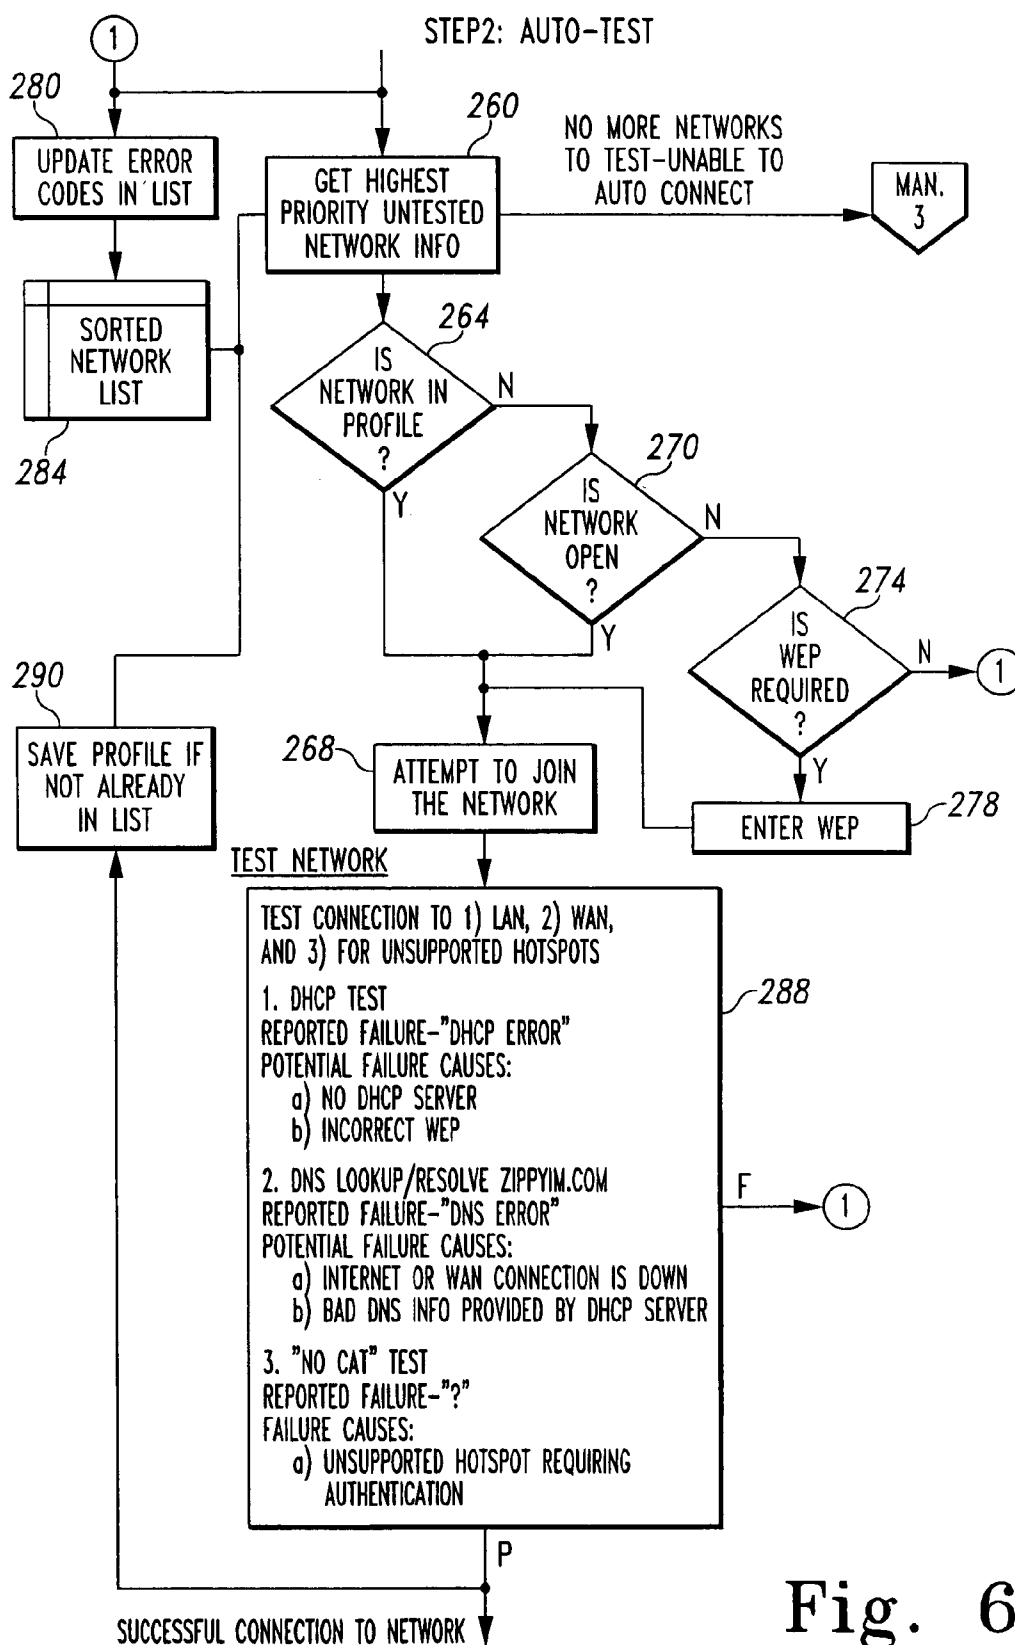 1
STEP2: AUTO-TEST
280
UPDATE ERROR
CODES IN LIST
260
GET HIGHEST
PRIORITY UNTESTED
NETWORK INFO
NO MORE NETWORKS
TO TEST-UNABLE TO
AUTO CONNECT
MAN.
3
SORTED
NETWORK
LIST
284
264
IS
NETWORK IN
PROFILE
?
N
Y
270
IS
NETWORK
OPEN
?
N
Y
274
IS
WEP
REQUIRED
?
N
1
Y
278
ENTER WEP
290
SAVE PROFILE IF
NOT ALREADY
IN LIST
268
ATTEMPT TO JOIN
THE NETWORK
TEST NETWORK
TEST CONNECTION TO 1) LAN, 2) WAN,
AND 3) FOR UNSUPPORTED HOTSPOTS
1. DHCP TEST
REPORTED FAILURE-"DHCP ERROR"
POTENTIAL FAILURE CAUSES:
a) NO DHCP SERVER
b) INCORRECT WEP
2. DNS LOOKUP/RESOLVE ZIPPYIM.COM
REPORTED FAILURE-"DNS ERROR"
POTENTIAL FAILURE CAUSES:
a) INTERNET OR WAN CONNECTION IS DOWN
b) BAD DNS INFO PROVIDED BY DHCP SERVER
3. "NO CAT" TEST
REPORTED FAILURE-"?"
FAILURE CAUSES:
a) UNSUPPORTED HOTSPOT REQUIRING
AUTHENTICATION
288
F
1
P
SUCCESSFUL CONNECTION TO NETWORK
Fig. 6